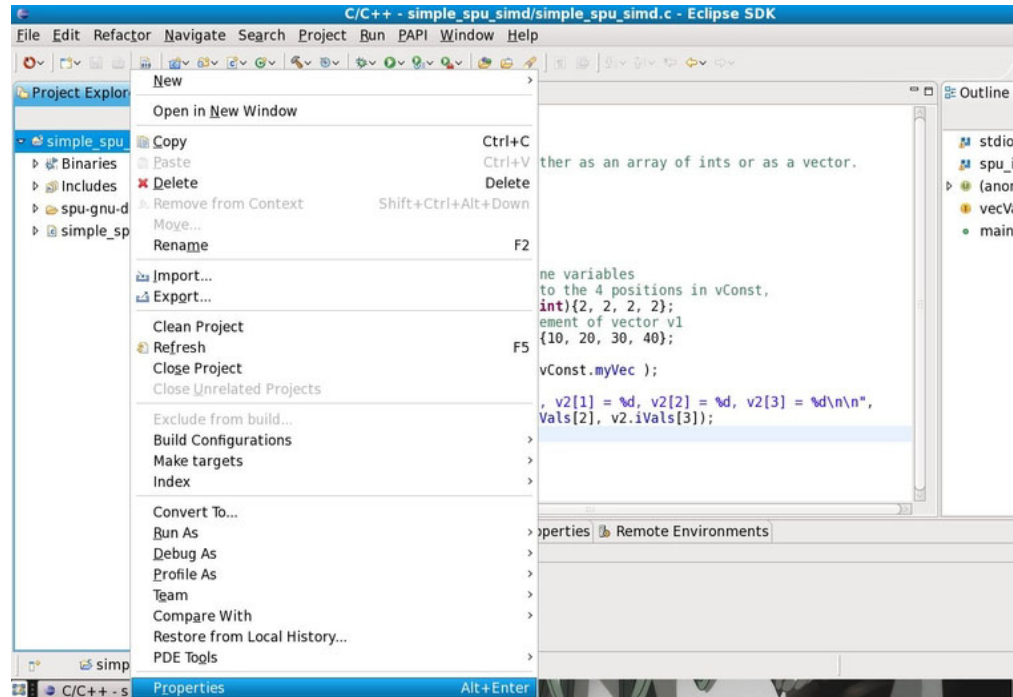 C/C++ - simple_spu_simd/simple_spu_simd.c - Eclipse SDK
File Edit Refactor Navigate Search Project Run PAPI Window Help
Project Explor
simple_spu_
Binaries
Includes
spu-gnu-d
simple_sp
New
Open in New Window
Copy Ctrl+C
Paste Ctrl+V
Delete Delete
Remove from Context Shift+Ctrl+Alt+Down
Move...
Rename F2
Import...
Export...
Clean Project
Refresh F5
Close Project
Close Unrelated Projects
Exclude from build...
Build Configurations
Make targets
Index
Convert To...
Run As
Debug As
Profile As
Team
Compare With
Restore from Local History...
PDE Tools
Properties Alt+Enter
ther as an array of ints or as a vector.
ne variables
to the 4 positions in vConst,
int){2, 2, 2, 2};
ement of vector v1
{10, 20, 30, 40};
vConst.myVec );
, v2[1] = %d, v2[2] = %d, v2[3] = %d\n\n",
Vals[2], v2.iVals[3]);
operties Remote Environments
Outline
stdio
spu_i
(anor
vecVa
main
simp
C/C++ - s